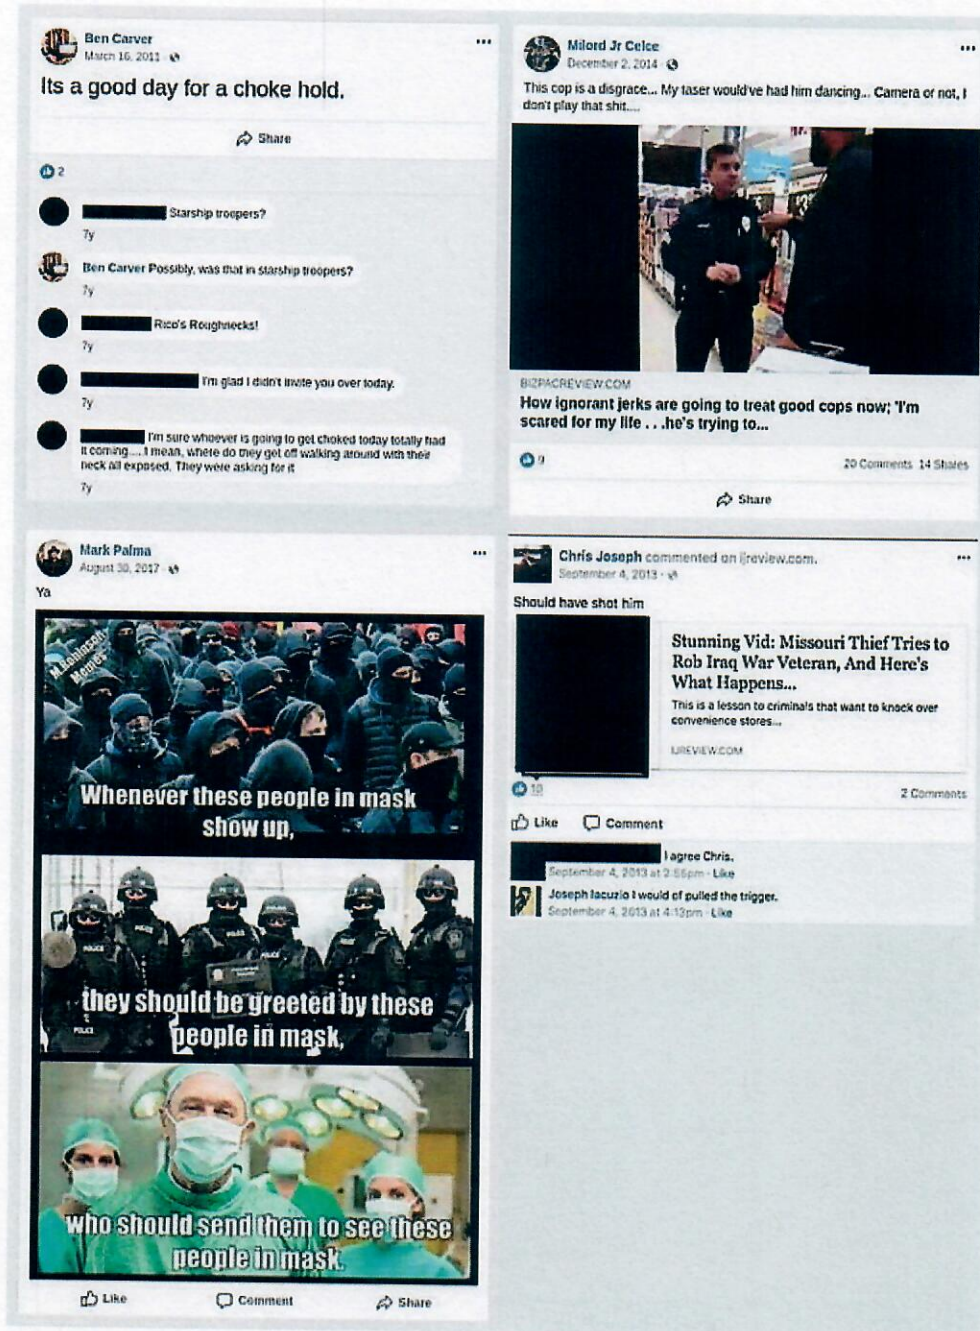 Ben Carver
March 16, 2011
Its a good day for a choke hold.
Share
2
Starship troopers?
7y
Ben Carver Possibly, was that in starship troopers?
7y
Rico's Roughnecks!
7y
I'm glad I didn't invite you over today.
7y
I'm sure whoever is going to get choked today totally had
it coming.....I mean, where do they get off walking around with their
neck all exposed. They were asking for it
7y
Milord Jr Celce
December 2, 2014
This cop is a disgrace... My taser would've had him dancing... Camera or not, I
don't play that shit....
BIZPACREVIEW.COM
How ignorant jerks are going to treat good cops now; 'I'm
scared for my life . . .he's trying to...
9
20 Comments 14 Shares
Share
Mark Palma
August 30, 2017
Ya
M.Robinson
Memes
Whenever these people in mask
show up,
POLICE
POLICE
POLICE
they should be greeted by these
people in mask,
POLICE
who should send them to see these
people in mask.
Like Comment Share
Chris Joseph commented on ijreview.com.
September 4, 2013
Should have shot him
Stunning Vid: Missouri Thief Tries to
Rob Iraq War Veteran, And Here's
What Happens...
This is a lesson to criminals that want to knock over
convenience stores...
IJREVIEW.COM
10
2 Comments
Like Comment
I agree Chris.
September 4, 2013 at 2:56pm · Like
Joseph Iacuzio I would of pulled the trigger.
September 4, 2013 at 4:13pm · Like